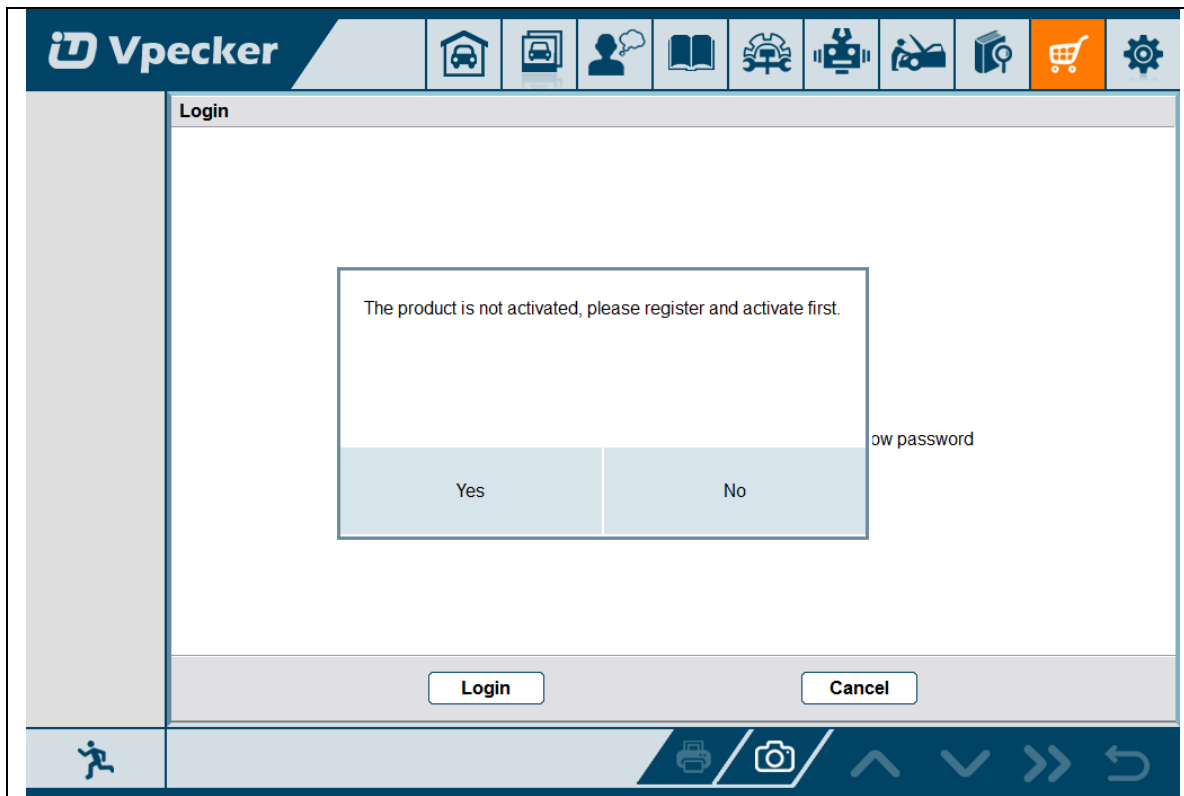 Vpecker
Login
The product is not activated, please register and activate first.
ow password
Yes
No
Login
Cancel